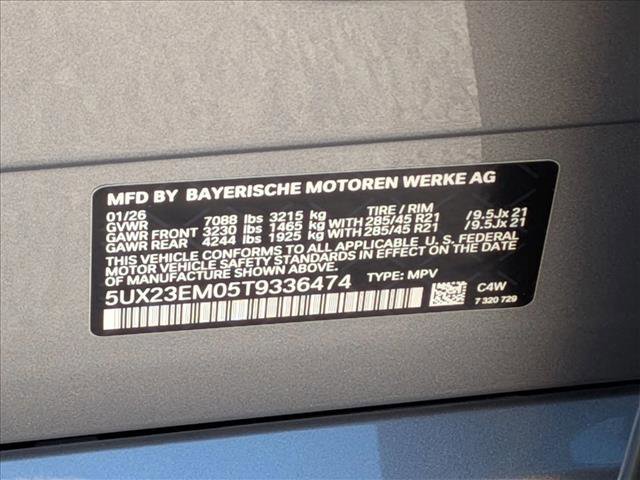 MFD BY BAYERISCHE MOTOREN WERKE AG
01/26 TIRE / RIM
GVWR 7088 lbs 3215 kg
GAWR FRONT 3230 lbs 1465 kg WITH 285/45 R21 /9.5Jx 21
GAWR REAR 4244 lbs 1925 kg WITH 285/45 R21 /9.5Jx 21
THIS VEHICLE CONFORMS TO ALL APPLICABLE U.S. FEDERAL
MOTOR VEHICLE SAFETY STANDARDS IN EFFECT ON THE DATE
OF MANUFACTURE SHOWN ABOVE.
5UX23EM05T9336474 TYPE: MPV
C4W
7 320 729